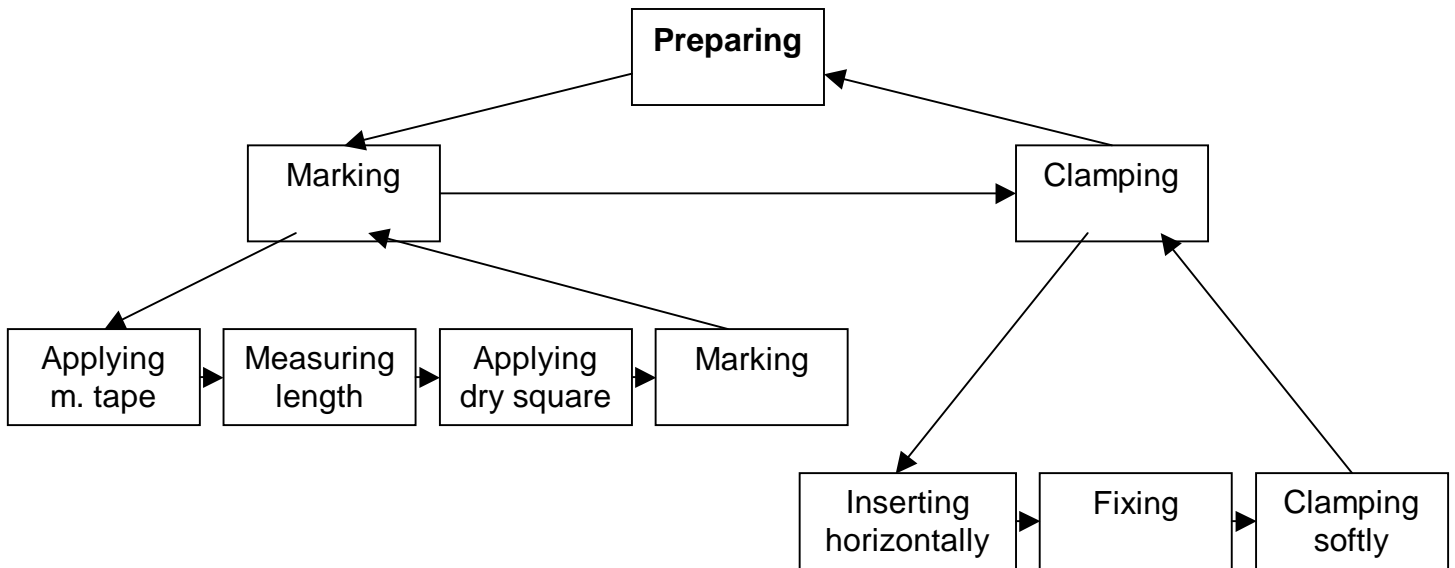 Preparing
Marking
Clamping
Applying
m. tape
Measuring
length
Applying
dry square
Marking
Inserting
horizontally
Fixing
Clamping
softly